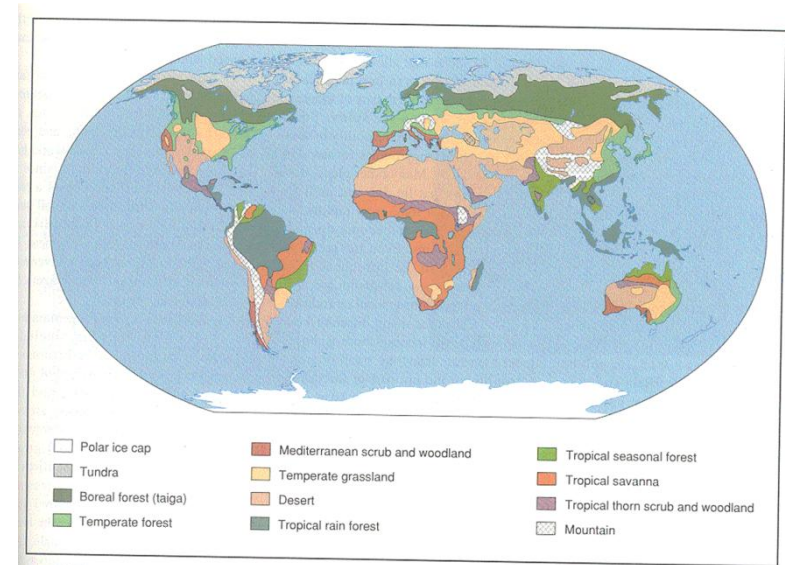 Polar ice cap
Tundra
Boreal forest (taiga)
Temperate forest
Mediterranean scrub and woodland
Temperate grassland
Desert
Tropical rain forest
Tropical seasonal forest
Tropical savanna
Tropical thorn scrub and woodland
Mountain